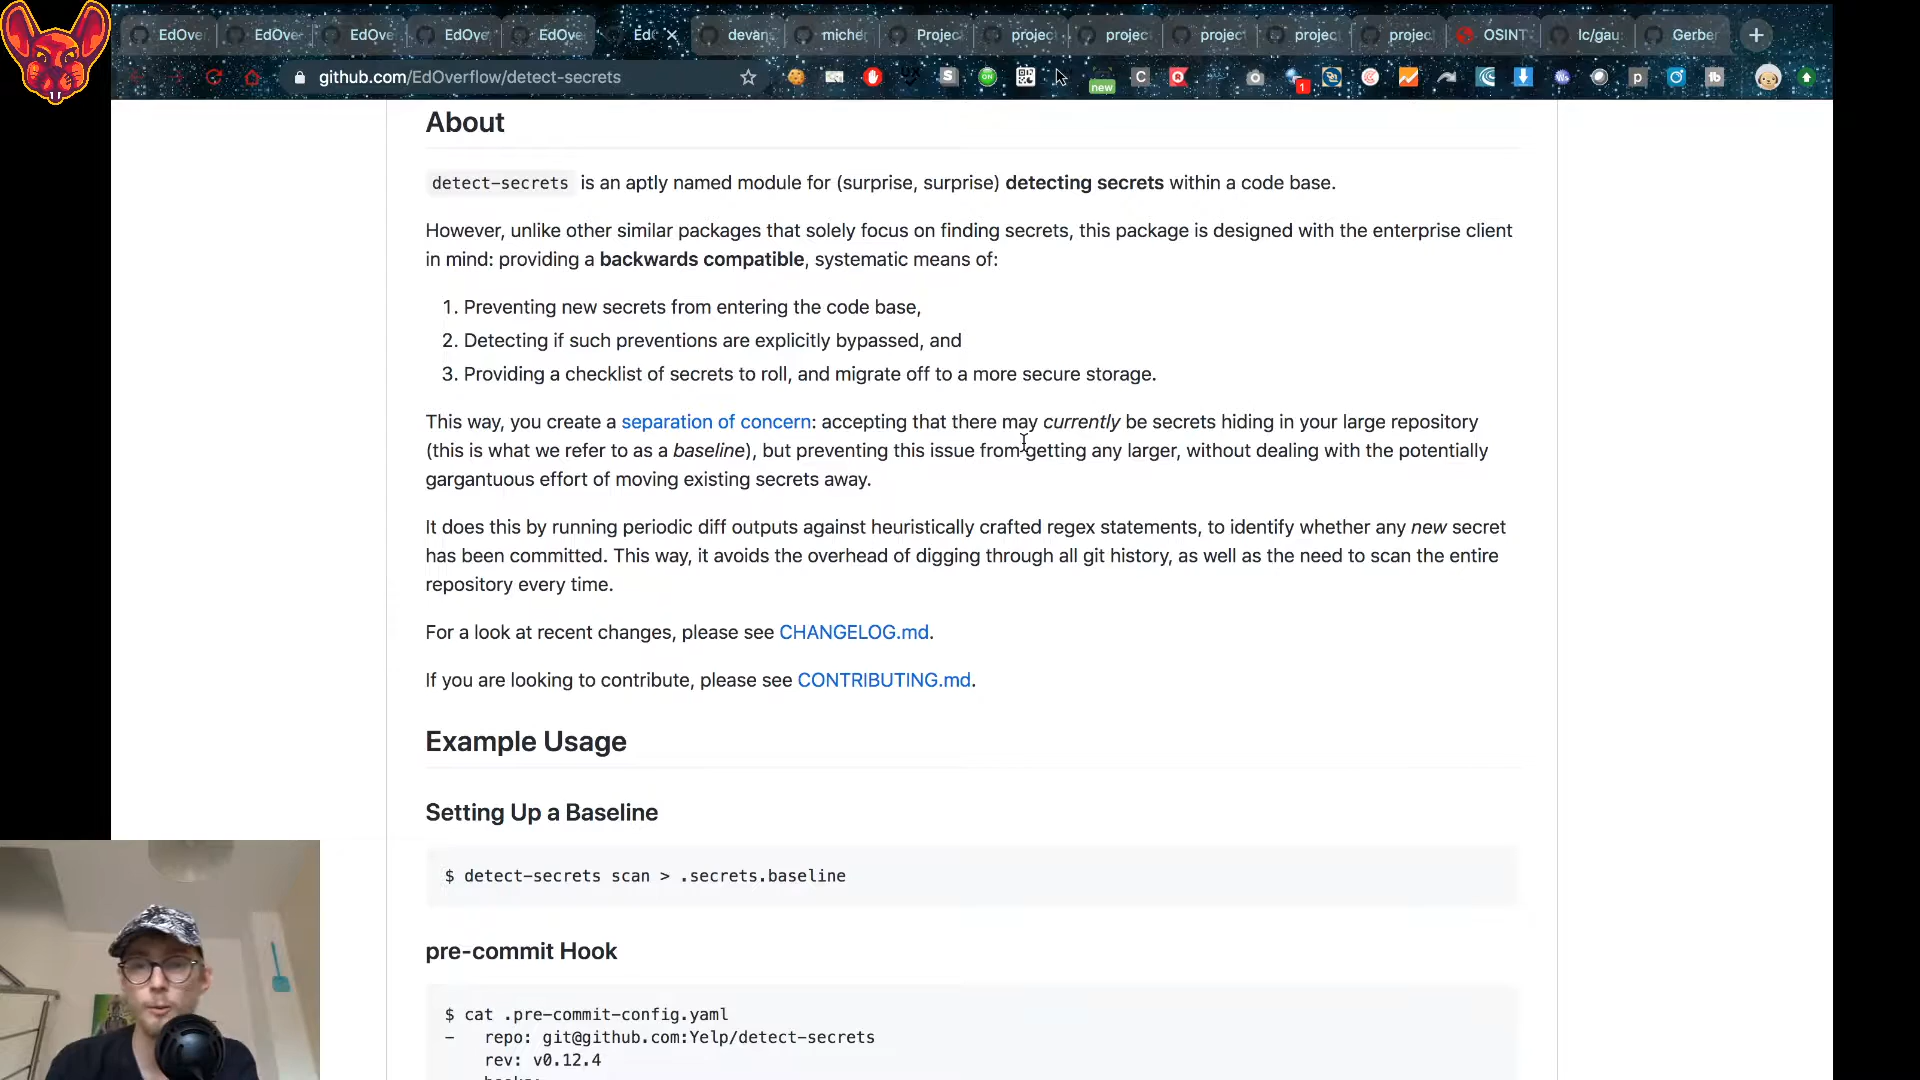 EdOve EdOve EdOve EdOve EdOve Ed devan miche Projec projec projec projec projec projec OSINT lc/gau Gerbe
github.com/EdOverflow/detect-secrets
new 1
About
detect-secrets is an aptly named module for (surprise, surprise) detecting secrets within a code base.
However, unlike other similar packages that solely focus on finding secrets, this package is designed with the enterprise client
in mind: providing a backwards compatible, systematic means of:
1. Preventing new secrets from entering the code base,
2. Detecting if such preventions are explicitly bypassed, and
3. Providing a checklist of secrets to roll, and migrate off to a more secure storage.
This way, you create a separation of concern: accepting that there may currently be secrets hiding in your large repository
(this is what we refer to as a baseline), but preventing this issue from getting any larger, without dealing with the potentially
gargantuan effort of moving existing secrets away.
It does this by running periodic diff outputs against heuristically crafted regex statements, to identify whether any new secret
has been committed. This way, it avoids the overhead of digging through all git history, as well as the need to scan the entire
repository every time.
For a look at recent changes, please see CHANGELOG.md.
If you are looking to contribute, please see CONTRIBUTING.md.
Example Usage
Setting Up a Baseline
$ detect-secrets scan > .secrets.baseline
pre-commit Hook
$ cat .pre-commit-config.yaml
- repo: git@github.com:Yelp/detect-secrets
rev: v0.12.4